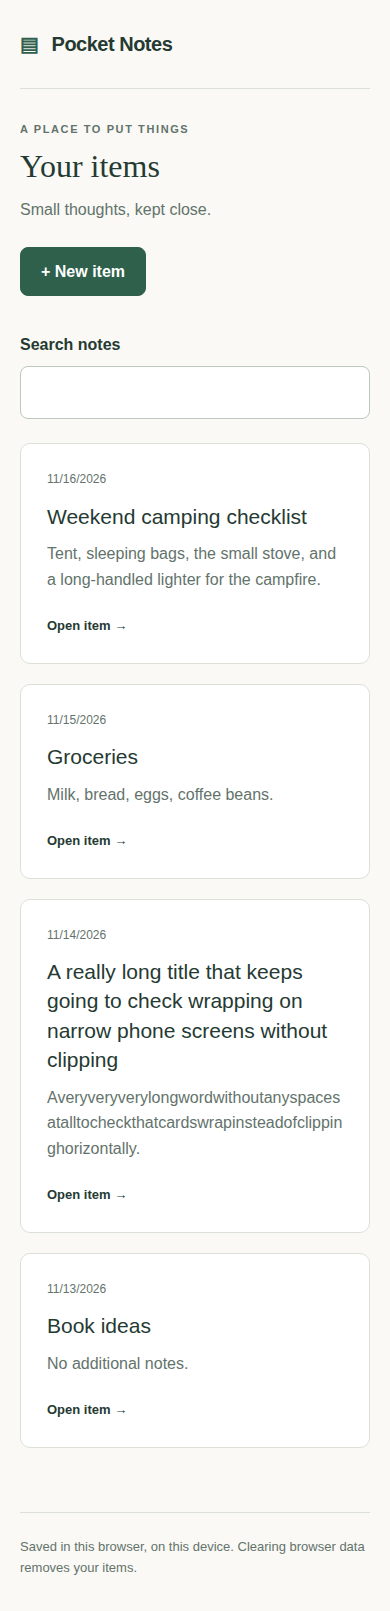 Pocket Notes
A PLACE TO PUT THINGS
Your items
Small thoughts, kept close.
+ New item
Search notes
11/16/2026
Weekend camping checklist
Tent, sleeping bags, the small stove, and
a long-handled lighter for the campfire.
Open item →
11/15/2026
Groceries
Milk, bread, eggs, coffee beans.
Open item →
11/14/2026
A really long title that keeps
going to check wrapping on
narrow phone screens without
clipping
Averyveryverylongwordwithoutanyspaces
atalltocheckthatcardswrapinsteadofclippin
ghorizontally.
Open item →
11/13/2026
Book ideas
No additional notes.
Open item →
Saved in this browser, on this device. Clearing browser data
removes your items.